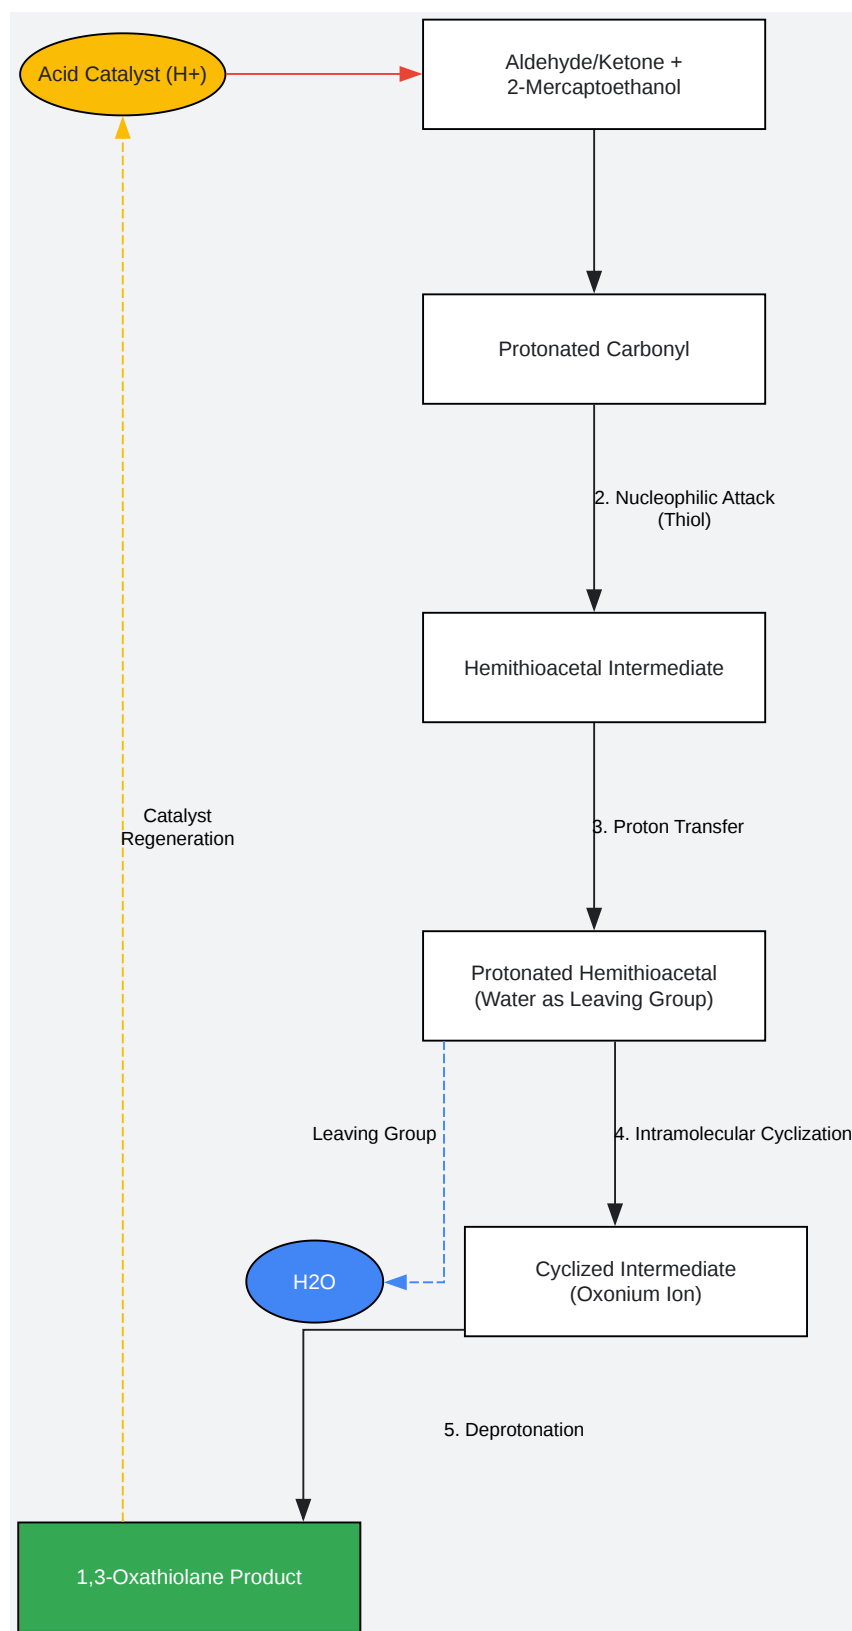 Acid Catalyst (H+)
Aldehyde/Ketone +
2-Mercaptoethanol
Protonated Carbonyl
2. Nucleophilic Attack
(Thiol)
Hemithioacetal Intermediate
Catalyst
Regeneration
3. Proton Transfer
Protonated Hemithioacetal
(Water as Leaving Group)
Leaving Group
4. Intramolecular Cyclization
H2O
Cyclized Intermediate
(Oxonium Ion)
5. Deprotonation
1,3-Oxathiolane Product